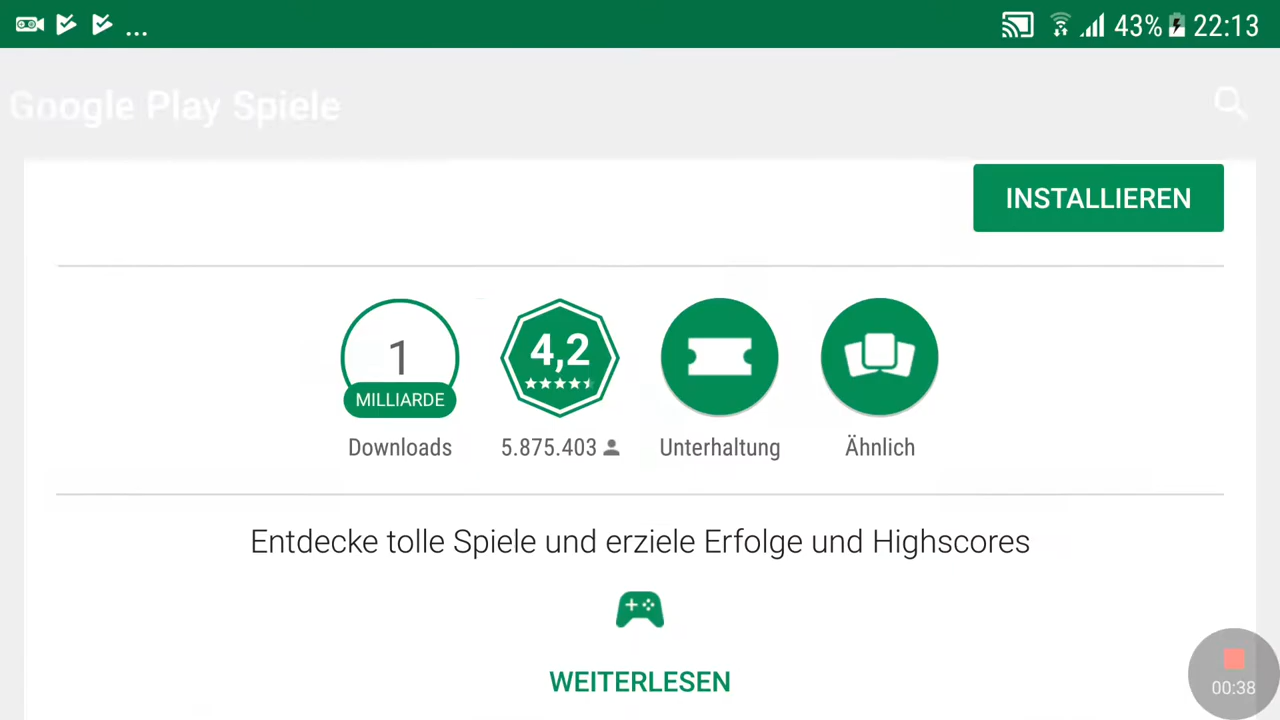 ... 43% 22:13
Google Play Spiele
INSTALLIEREN
1 4,2
MILLIARDE
Downloads 5.875.403 Unterhaltung Ähnlich
Entdecke tolle Spiele und erziele Erfolge und Highscores
WEITERLESEN
00:38